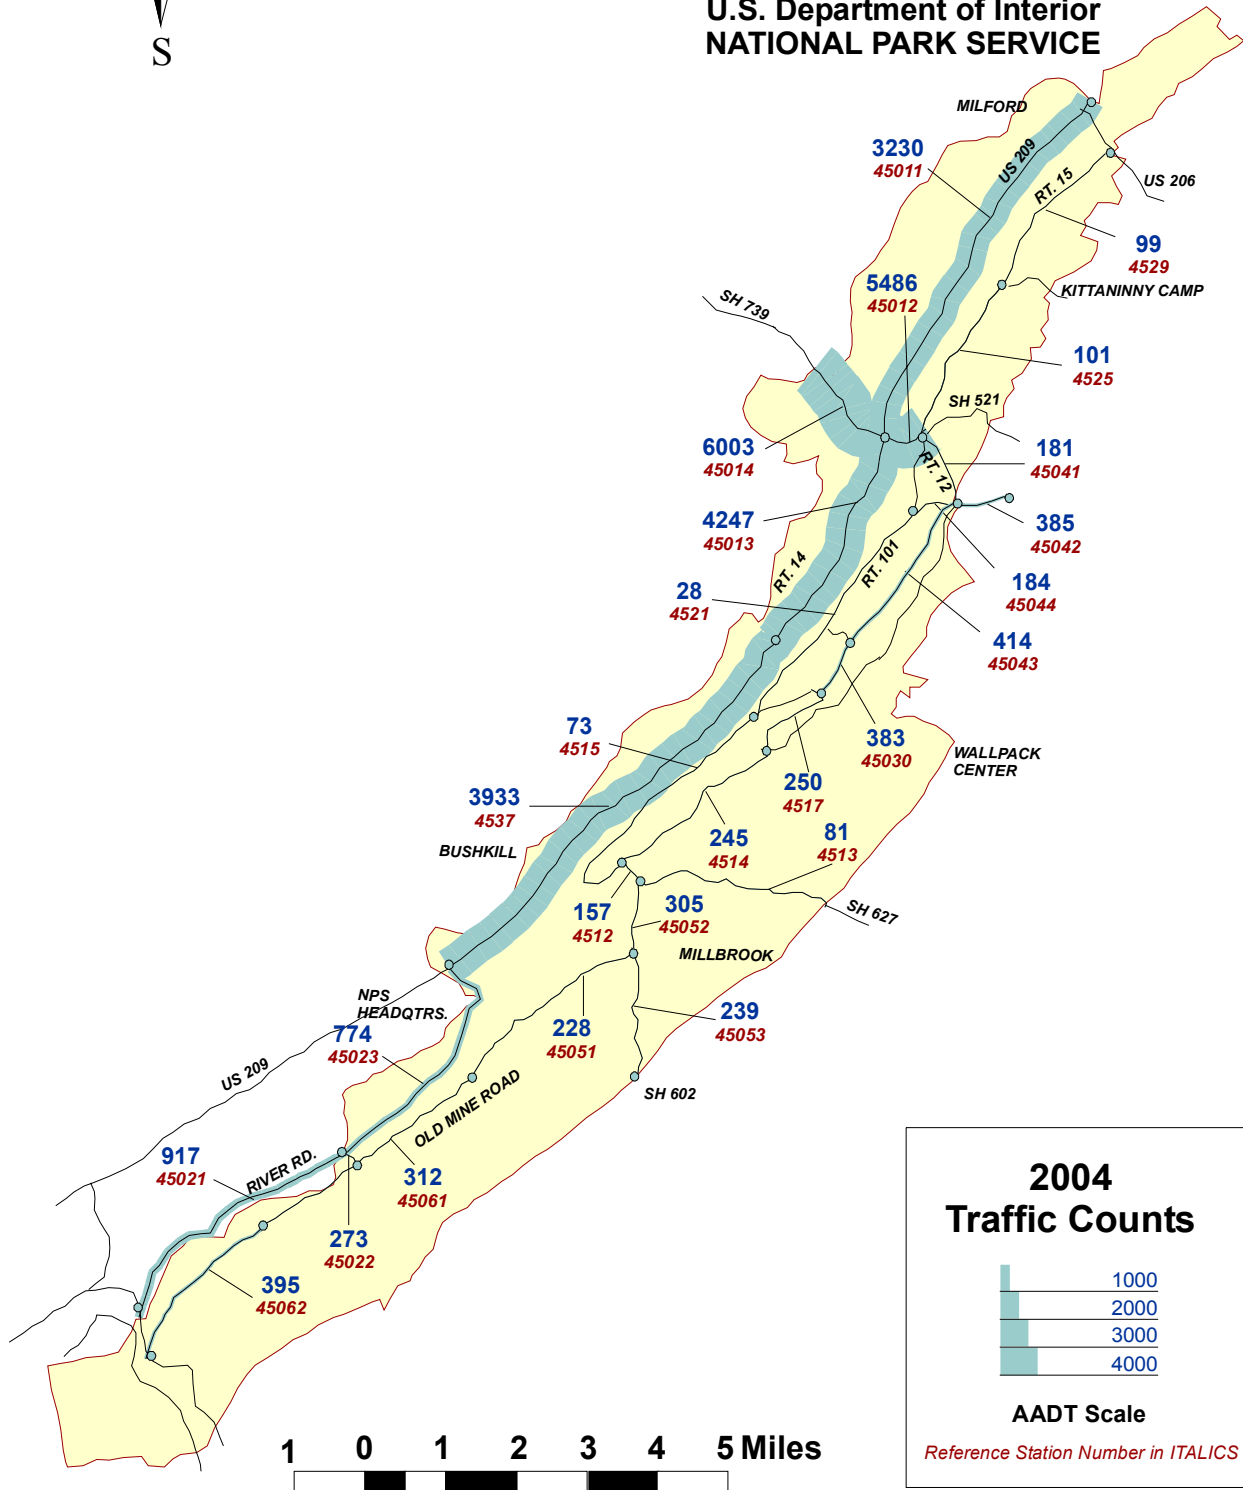 S
U.S. Department of Interior
NATIONAL PARK SERVICE
MILFORD
3230
45011
US 209
RT. 15
US 206
99
4529
5486
45012
KITTANINNY CAMP
SH 739
101
4525
SH 521
6003
45014
RT. 12
181
45041
4247
45013
385
45042
RT. 14
RT. 101
28
4521
184
45044
414
45043
73
4515
383
45030
WALLPACK
CENTER
3933
4537
250
4517
BUSHKILL
245
4514
81
4513
157
4512
305
45052
SH 627
MILLBROOK
NPS
HEADQTRS.
774
45023
228
45051
239
45053
US 209
OLD MINE ROAD
SH 602
917
45021
RIVER RD.
312
45061
273
45022
395
45062
2004
Traffic Counts
1000
2000
3000
4000
AADT Scale
Reference Station Number in ITALICS
1 0 1 2 3 4 5 Miles